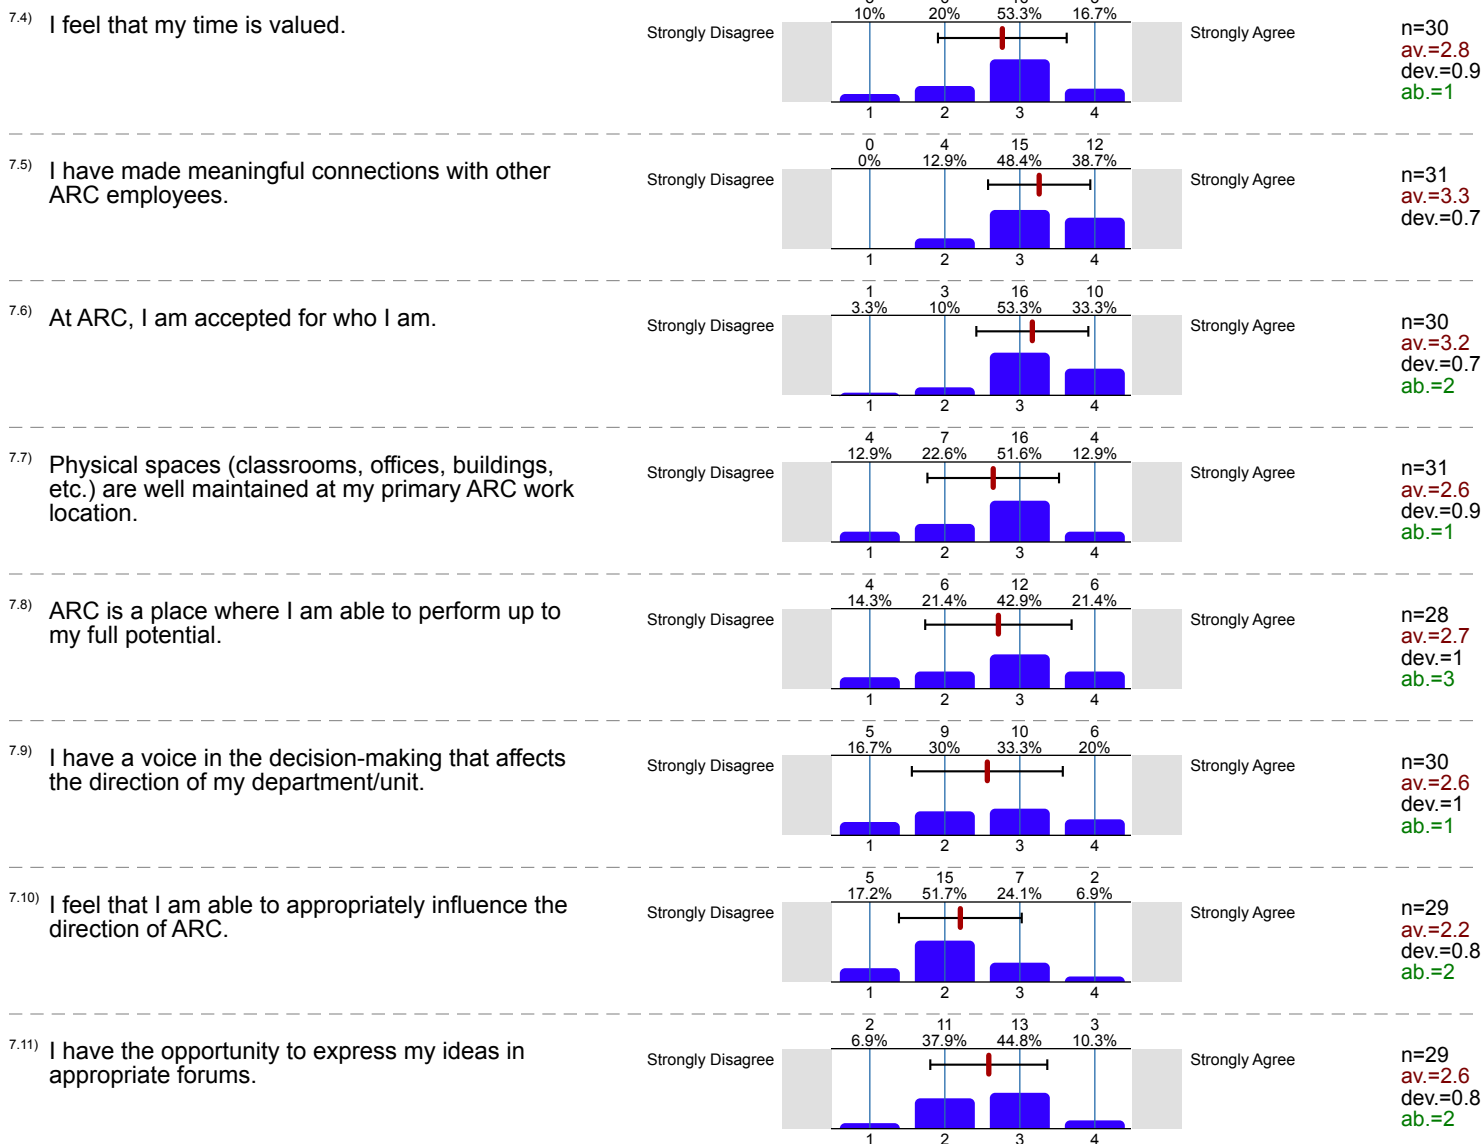 10% 20% 53.3% 16.7%
7.4) I feel that my time is valued.
Strongly Disagree Strongly Agree
n=30
av.=2.8
dev.=0.9
ab.=1
1 2 3 4
0 4 15 12
0% 12.9% 48.4% 38.7%
7.5) I have made meaningful connections with other
ARC employees.
Strongly Disagree Strongly Agree
n=31
av.=3.3
dev.=0.7
1 2 3 4
1 3 16 10
3.3% 10% 53.3% 33.3%
7.6) At ARC, I am accepted for who I am.
Strongly Disagree Strongly Agree
n=30
av.=3.2
dev.=0.7
ab.=2
1 2 3 4
4 7 16 4
12.9% 22.6% 51.6% 12.9%
7.7) Physical spaces (classrooms, offices, buildings,
etc.) are well maintained at my primary ARC work
location.
Strongly Disagree Strongly Agree
n=31
av.=2.6
dev.=0.9
ab.=1
1 2 3 4
4 6 12 6
14.3% 21.4% 42.9% 21.4%
7.8) ARC is a place where I am able to perform up to
my full potential.
Strongly Disagree Strongly Agree
n=28
av.=2.7
dev.=1
ab.=3
1 2 3 4
5 9 10 6
16.7% 30% 33.3% 20%
7.9) I have a voice in the decision-making that affects
the direction of my department/unit.
Strongly Disagree Strongly Agree
n=30
av.=2.6
dev.=1
ab.=1
1 2 3 4
5 15 7 2
17.2% 51.7% 24.1% 6.9%
7.10) I feel that I am able to appropriately influence the
direction of ARC.
Strongly Disagree Strongly Agree
n=29
av.=2.2
dev.=0.8
ab.=2
1 2 3 4
2 11 13 3
6.9% 37.9% 44.8% 10.3%
7.11) I have the opportunity to express my ideas in
appropriate forums.
Strongly Disagree Strongly Agree
n=29
av.=2.6
dev.=0.8
ab.=2
1 2 3 4